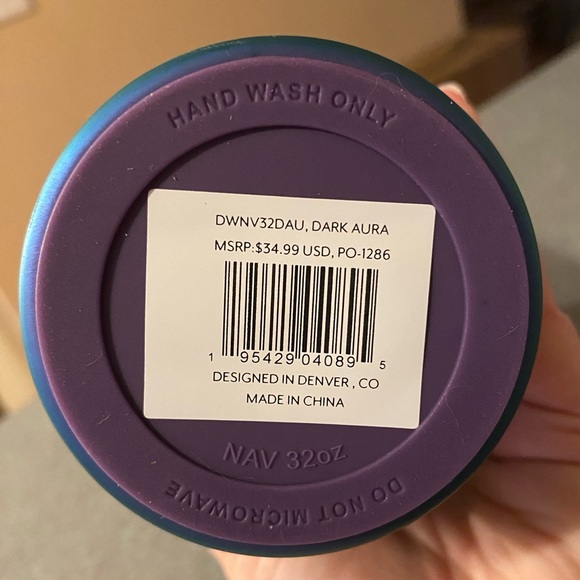 HAND WASH ONLY
DWNV32DAU, DARK AURA
MSRP:$34.99 USD, PO-1286
1 95429 04089 5
DESIGNED IN DENVER , CO
MADE IN CHINA
NAV 32oz
DO NOT MICROWAVE